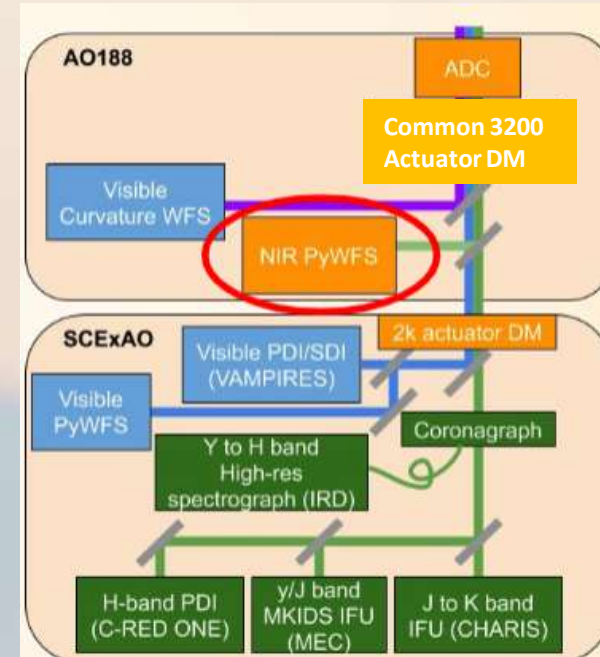 AO188
ADC
Common 3200
Actuator DM
Visible
Curvature WFS
NIR PyWFS
SCExAO
2k actuator DM
Visible PDI/SDI
(VAMPIRES)
Visible
PyWFS
Coronagraph
Y to H band
High-res
spectrograph (IRD)
H-band PDI
(C-RED ONE)
y/J band
MKIDS IFU
(MEC)
J to K band
IFU (CHARIS)